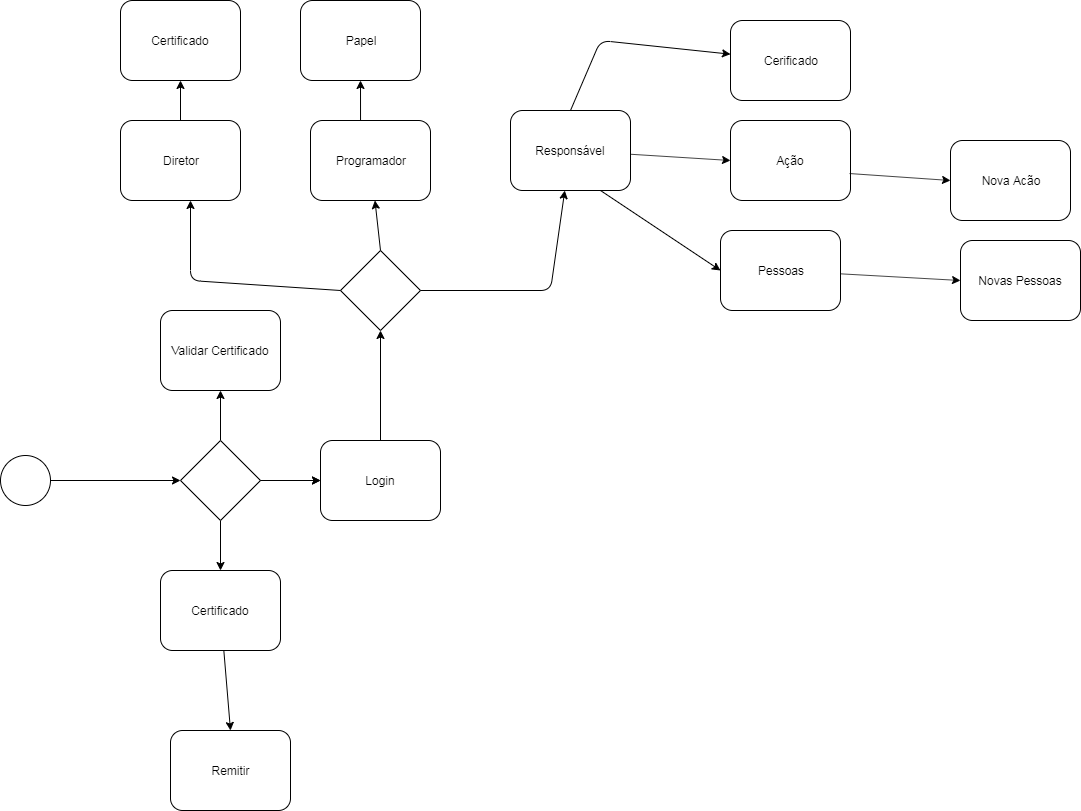 Certificado
Papel
Cerificado
Diretor
Programador
Responsável
Ação
Nova Acão
Pessoas
Novas Pessoas
Validar Certificado
Login
Certificado
Remitir